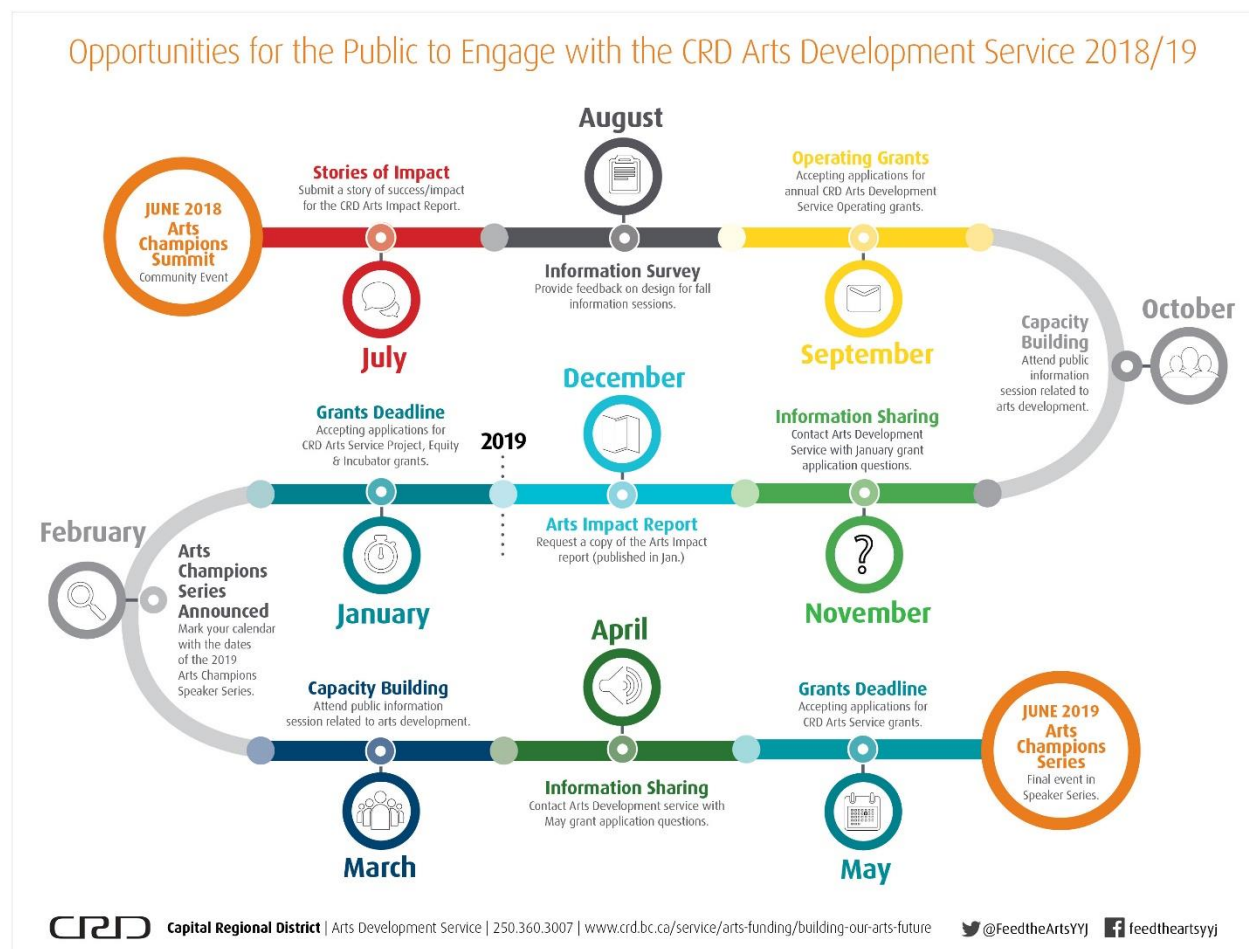 Opportunities for the Public to Engage with the CRD Arts Development Service 2018/19
JUNE 2018
Arts
Champions
Summit
Community Event
Stories of Impact
Submit a story of success/impact
for the CRD Arts Impact Report.
July
August
Information Survey
Provide feedback on design for fall
information sessions.
Operating Grants
Accepting applications for
annual CRD Arts Development
Service Operating grants.
September
October
Capacity
Building
Attend public
information
session related to
arts development.
Information Sharing
Contact Arts Development
Service with January grant
application questions.
?
November
December
Arts Impact Report
Request a copy of the Arts Impact
report (published in Jan.)
2019
Grants Deadline
Accepting applications for
CRD Arts Service Project, Equity
& Incubator grants.
January
February
Arts
Champions
Series
Announced
Mark your calendar
with the dates
of the 2019
Arts Champions
Speaker Series.
Capacity Building
Attend public information
session related to arts development.
March
April
Information Sharing
Contact Arts Development service with
May grant application questions.
Grants Deadline
Accepting applications for
CRD Arts Service grants.
May
JUNE 2019
Arts
Champions
Series
Final event in
Speaker Series.
CRD Capital Regional District | Arts Development Service | 250.360.3007 | www.crd.bc.ca/service/arts-funding/building-our-arts-future @FeedtheArtsYYJ feedtheartsyyj